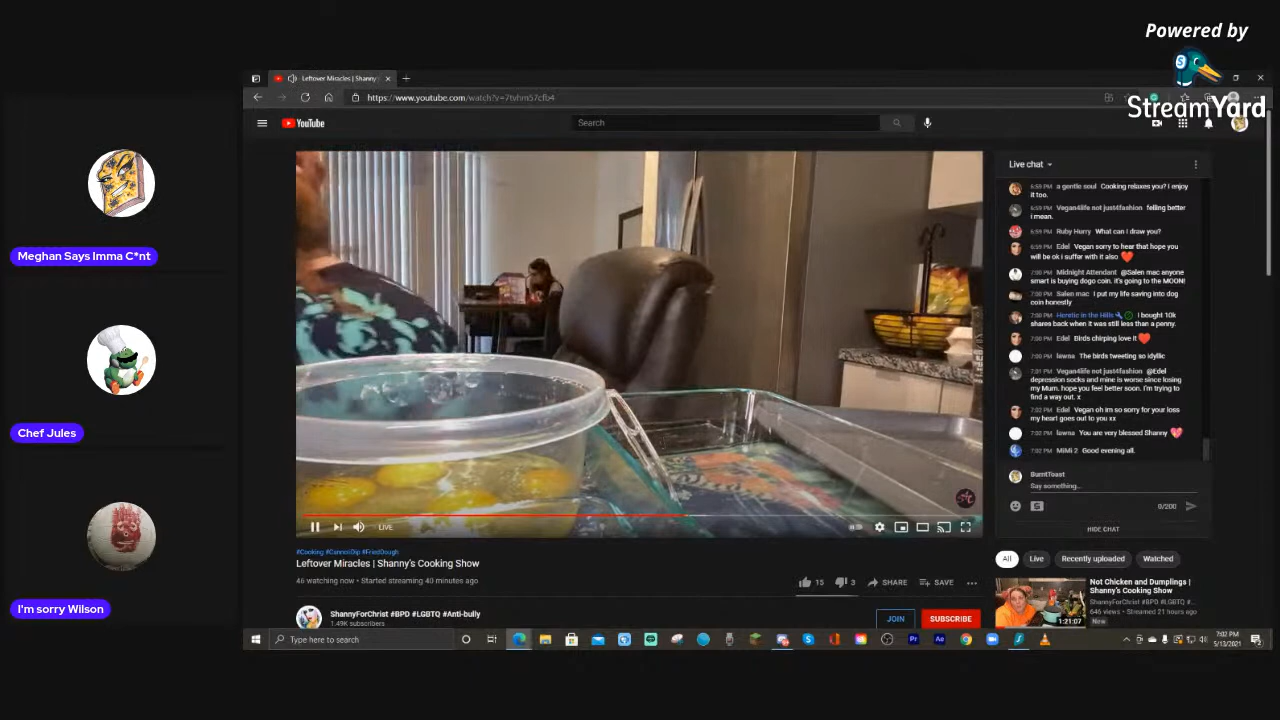 Powered by
StreamYard
Leftover Miracles | Shanny'
https://www.youtube.com/watch?v=7tvhm57cfb4
YouTube
Search
Meghan Says Imma C*nt
Chef Jules
I'm sorry Wilson
Live chat
6:59 PM a gentle soul Cooking relaxes you? I enjoy
it too.
6:59 PM Vegan4life not just4fashion felling better
i mean.
6:59 PM Ruby Hurry What can I draw you?
6:59 PM Edel Vegan sorry to hear that hope you
will be ok i suffer with it also
7:00 PM Midnight Attendant @Salen mac anyone
smart is buying dogo coin. it's going to the MOON!
7:00 PM Salen mac I put my life saving into dog
coin honestly
7:00 PM Heretic in the Hills I bought 10k
shares back when it was still less than a penny.
7:00 PM Edel Birds chirping love it
7:00 PM lewna The birds tweeting so idyllic
7:01 PM Vegan4life not just4fashion @Edel
depression socks and mine is worse since losing
my Mum. hope you feel better soon. I'm trying to
find a way out. x
7:02 PM Edel Vegan oh im so sorry for your loss
my heart goes out to you xx
7:02 PM lewna You are very blessed Shanny
7:02 PM MiMi 2 Good evening all.
BurntToast
Say something...
0/200
HIDE CHAT
LIVE
#Cooking #CannoliDip #FriedDough
Leftover Miracles | Shanny's Cooking Show
46 watching now • Started streaming 40 minutes ago
15
3
SHARE
SAVE
ShannyForChrist #BPD #LGBTQ #Anti-bully
1.49K subscribers
JOIN
SUBSCRIBE
All
Live
Recently uploaded
Watched
Not Chicken and Dumplings |
Shanny's Cooking Show
ShannyForChrist #BPD #LGBTQ #...
646 views • Streamed 21 hours ago
New
1:21:07
Type here to search
7:02 PM
5/13/2021